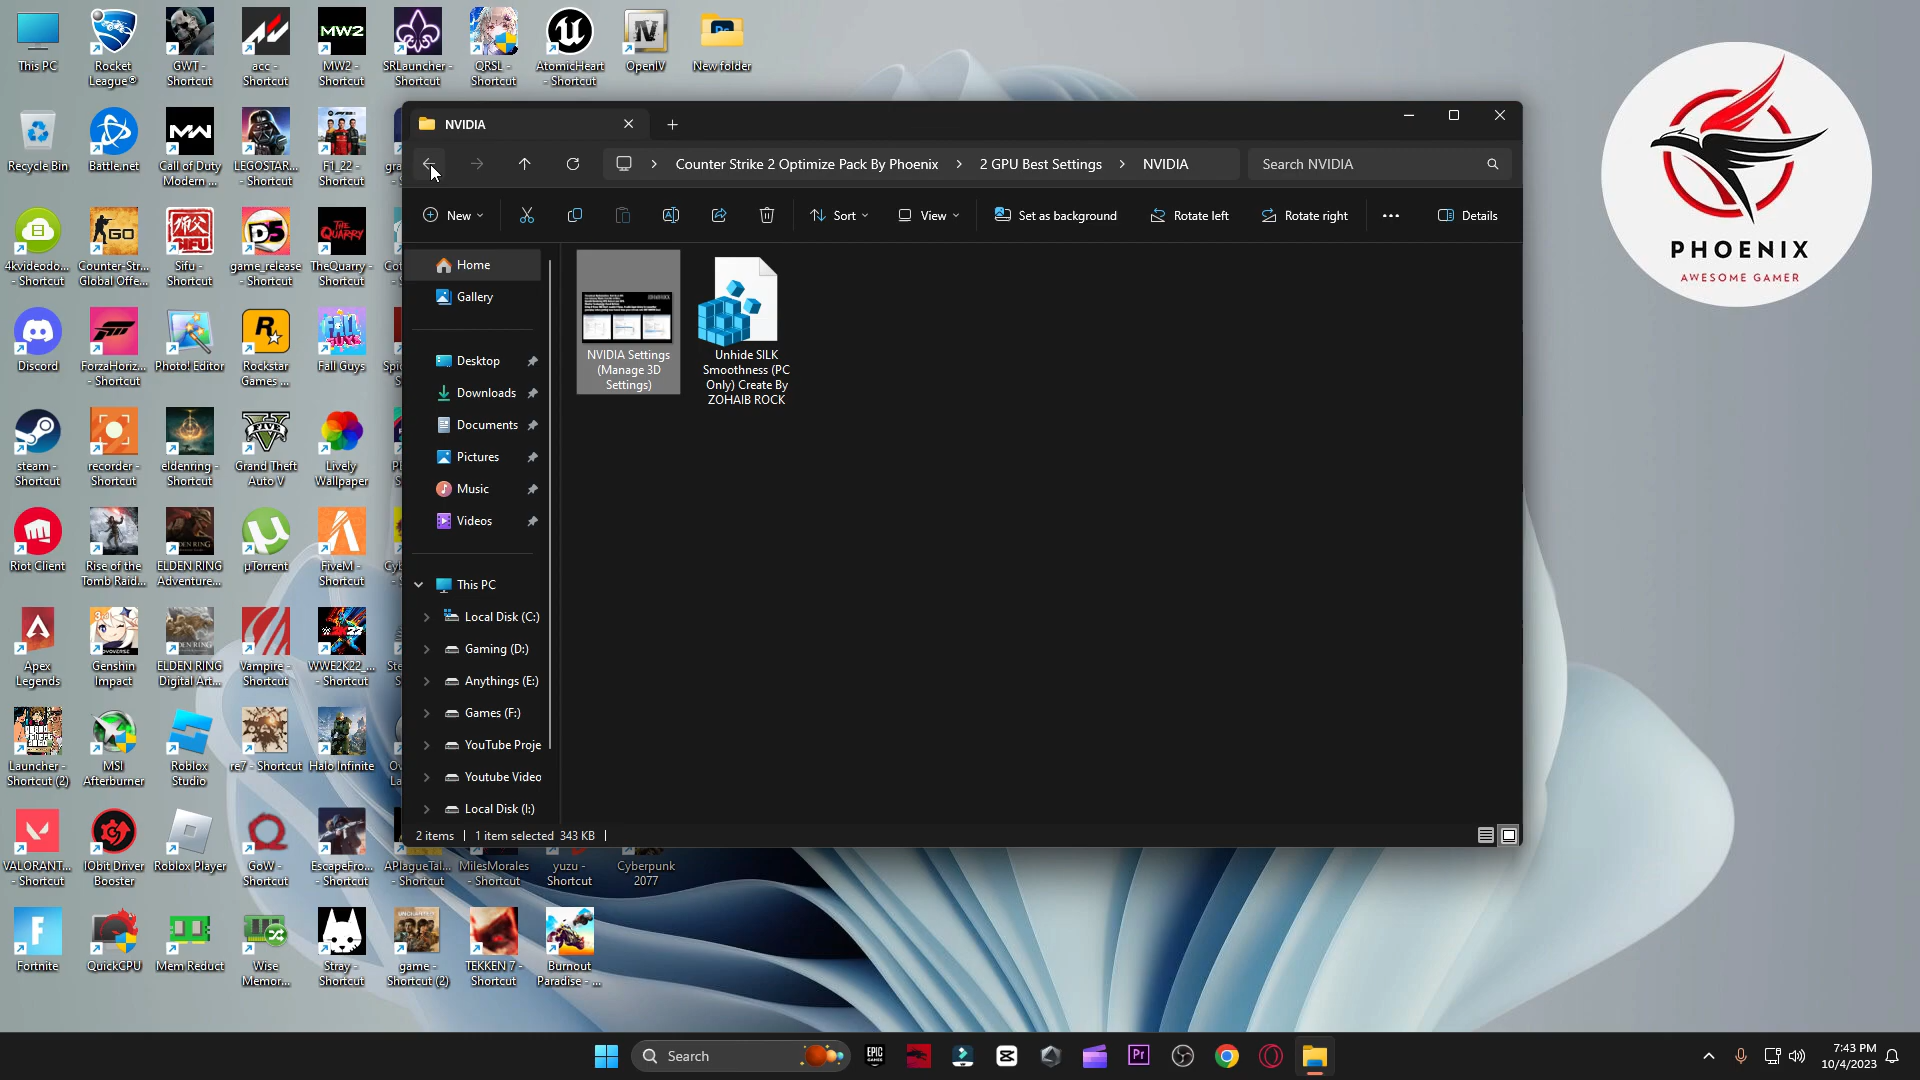 This PC
Rocket
League®
GWT -
Shortcut
acc -
Shortcut
MW2
MW2 -
Shortcut
SRLauncher -
Shortcut
QRSL -
Shortcut
AtomicHeart
- Shortcut
OpenIV
New folder
Recycle Bin
Battle.net
Call of Duty
Modern ...
LEGOSTAR...
- Shortcut
F1_22 -
Shortcut
4kvideodo...
- Shortcut
GO
Counter-Str...
Global Offe...
SIFU
Sifu -
Shortcut
D5
game_release
- Shortcut
THE QUARRY
TheQuarry -
Shortcut
Discord
ForzaHoriz...
- Shortcut
Photo! Editor
Rockstar
Games ...
Fall Guys
steam -
Shortcut
recorder -
Shortcut
eldenring -
Shortcut
Grand Theft
Auto V
Lively
Wallpaper
Riot Client
Rise of the
Tomb Raid...
ELDEN RING
Adventure...
µTorrent
FiveM -
Shortcut
Apex
Legends
Genshin
Impact
ELDEN RING
Digital Art...
Vampire -
Shortcut
WWE2K22_...
- Shortcut
Launcher -
Shortcut (2)
MSI
Afterburner
Roblox
Studio
re7 - Shortcut
Halo Infinite
VALORANT...
- Shortcut
IObit Driver
Booster
Roblox Player
GoW -
Shortcut
EscapeFro...
- Shortcut
APlagueTal...
- Shortcut
MilesMorales
- Shortcut
yuzu -
Shortcut
Cyberpunk
2077
Fortnite
QuickCPU
Mem Reduct
Wise
Memor...
Stray -
Shortcut
game -
Shortcut (2)
TEKKEN 7 -
Shortcut
Burnout
Paradise - ...
NVIDIA
Counter Strike 2 Optimize Pack By Phoenix > 2 GPU Best Settings > NVIDIA
Search NVIDIA
New
Sort
View
Set as background
Rotate left
Rotate right
Details
Home
Gallery
Desktop
Downloads
Documents
Pictures
Music
Videos
This PC
Local Disk (C:)
Gaming (D:)
Anythings (E:)
Games (F:)
YouTube Proje
Youtube Video
Local Disk (I:)
NVIDIA Settings
(Manage 3D
Settings)
Unhide SILK
Smoothness (PC
Only) Create By
ZOHAIB ROCK
2 items
1 item selected 343 KB
PHOENIX
AWESOME GAMER
Search
7:43 PM
10/4/2023